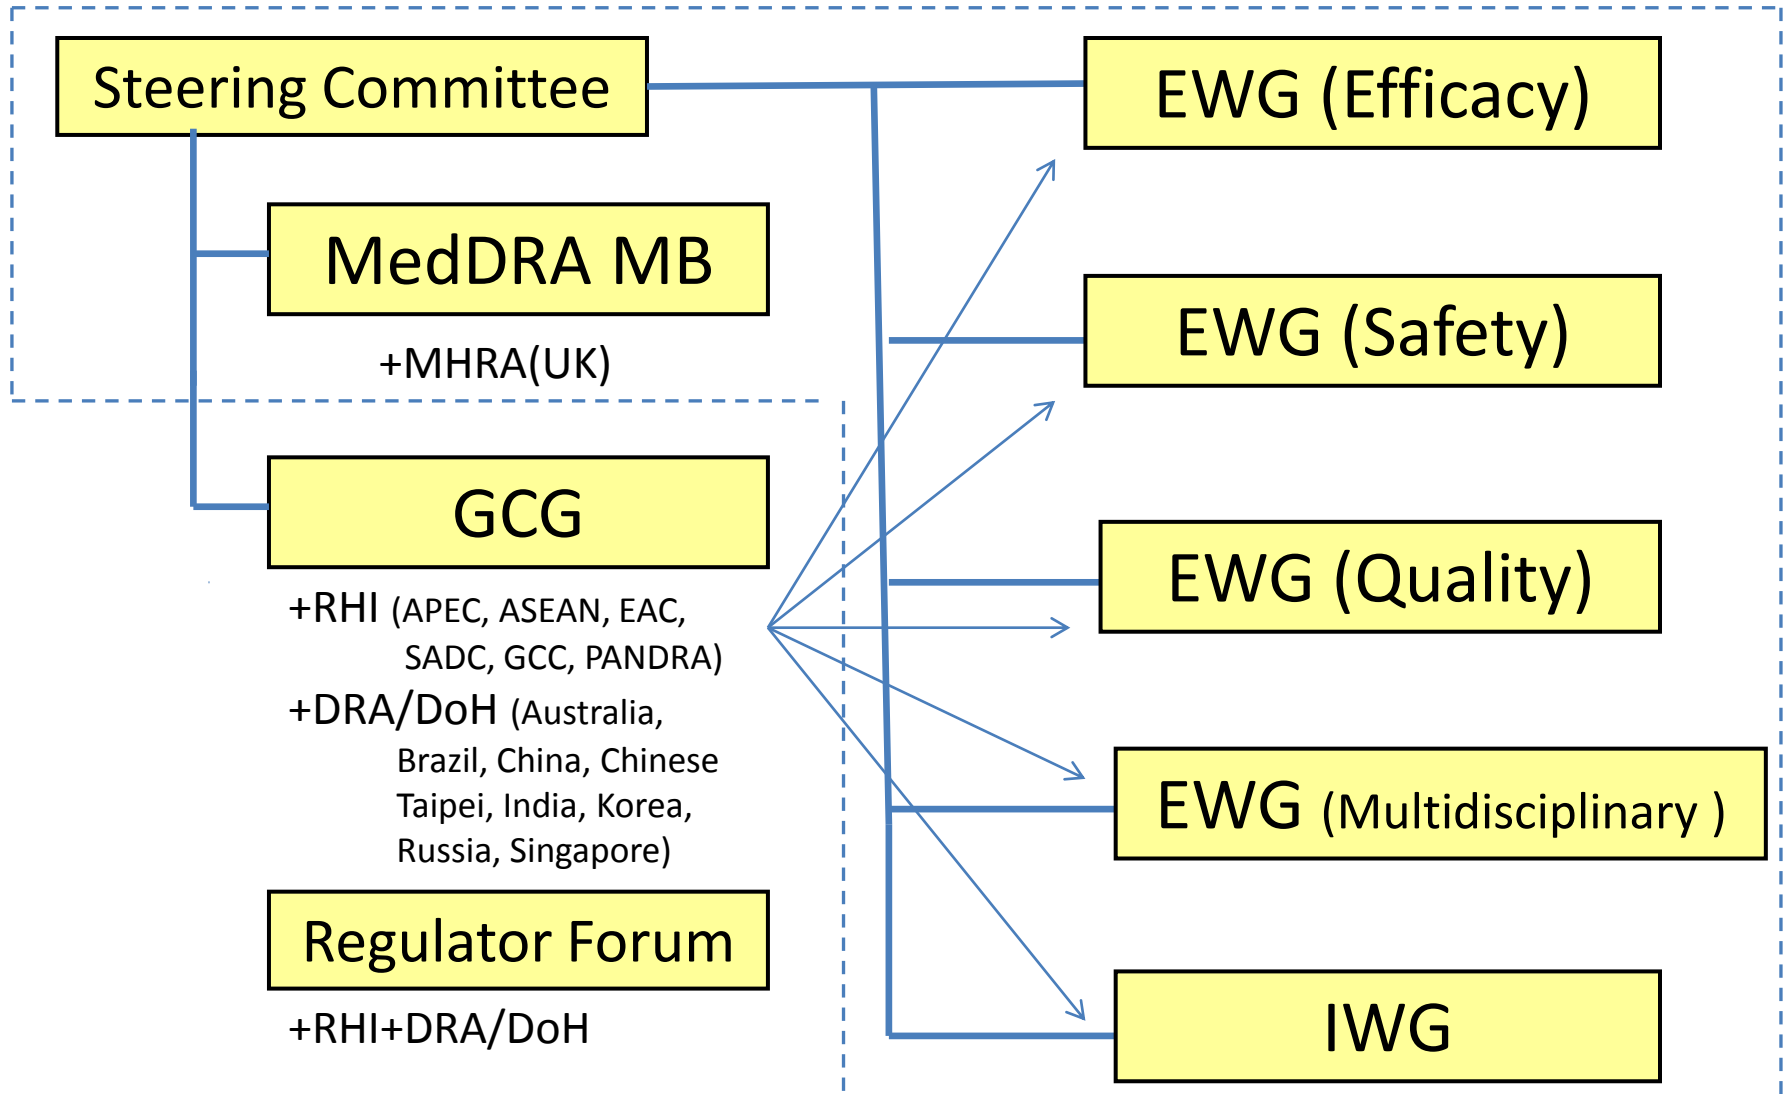 Steering Committee
MedDRA MB
+MHRA(UK)
GCG
+RHI (APEC, ASEAN, EAC,
SADC, GCC, PANDRA)
+DRA/DoH (Australia,
Brazil, China, Chinese
Taipei, India, Korea,
Russia, Singapore)
Regulator Forum
+RHI+DRA/DoH
EWG (Efficacy)
EWG (Safety)
EWG (Quality)
EWG (Multidisciplinary )
IWG